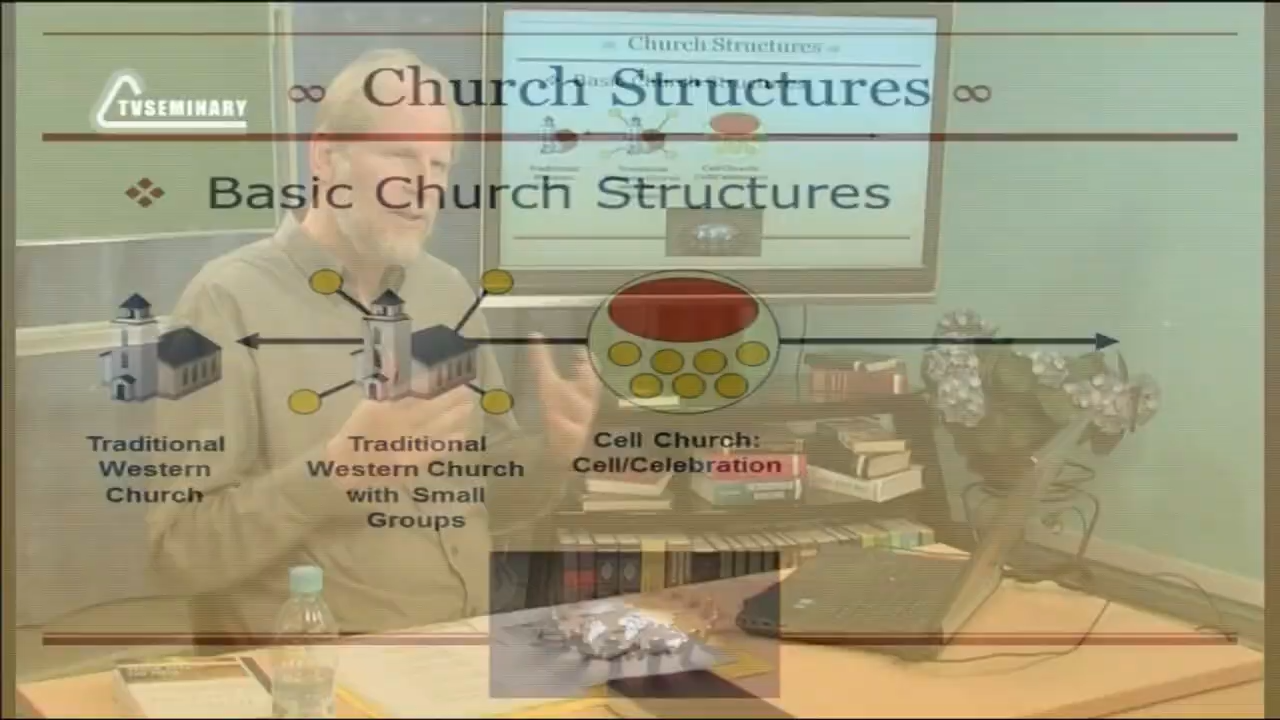 Church Structures
TVSEMINARY
∞ Church Structures ∞
Basic Church Structures
Traditional
Western
Church
Traditional
Western Church
with Small
Groups
Cell Church:
Cell/Celebration